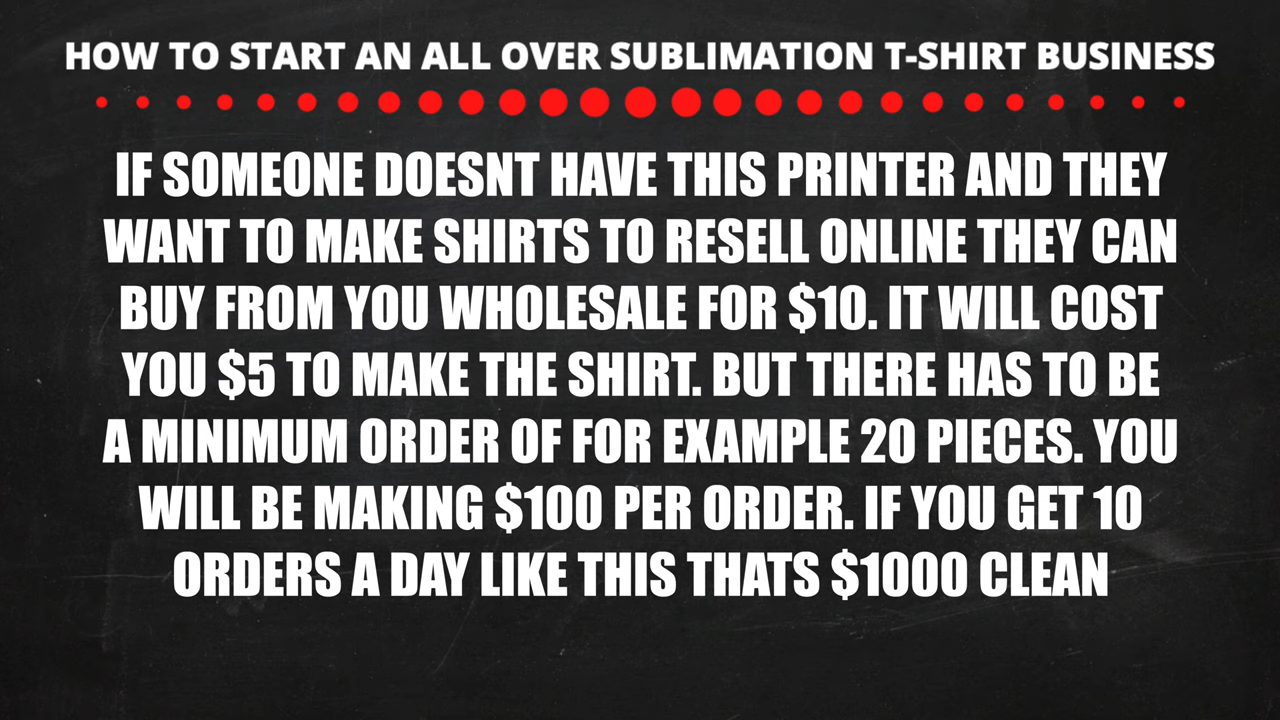 HOW TO START AN ALL OVER SUBLIMATION T-SHIRT BUSINESS
IF SOMEONE DOESNT HAVE THIS PRINTER AND THEY
WANT TO MAKE SHIRTS TO RESELL ONLINE THEY CAN
BUY FROM YOU WHOLESALE FOR $10. IT WILL COST
YOU $5 TO MAKE THE SHIRT. BUT THERE HAS TO BE
A MINIMUM ORDER OF FOR EXAMPLE 20 PIECES. YOU
WILL BE MAKING $100 PER ORDER. IF YOU GET 10
ORDERS A DAY LIKE THIS THATS $1000 CLEAN